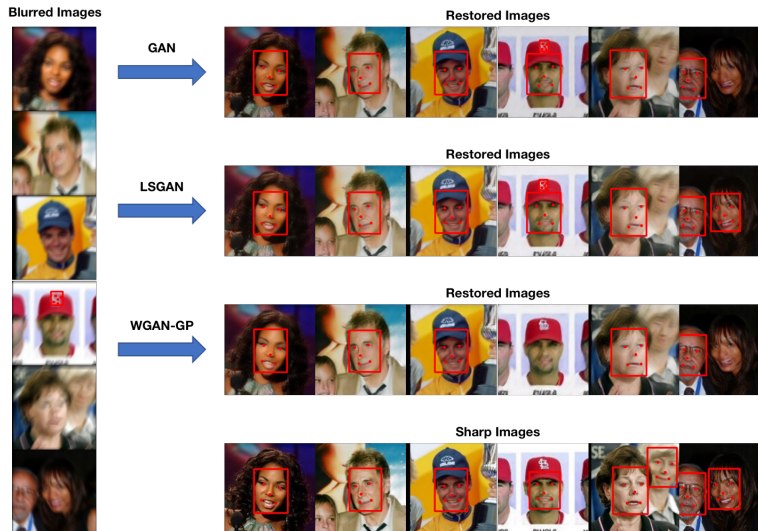 Blurred Images
Restored Images
GAN
Restored Images
LSGAN
Restored Images
WGAN-GP
Sharp Images